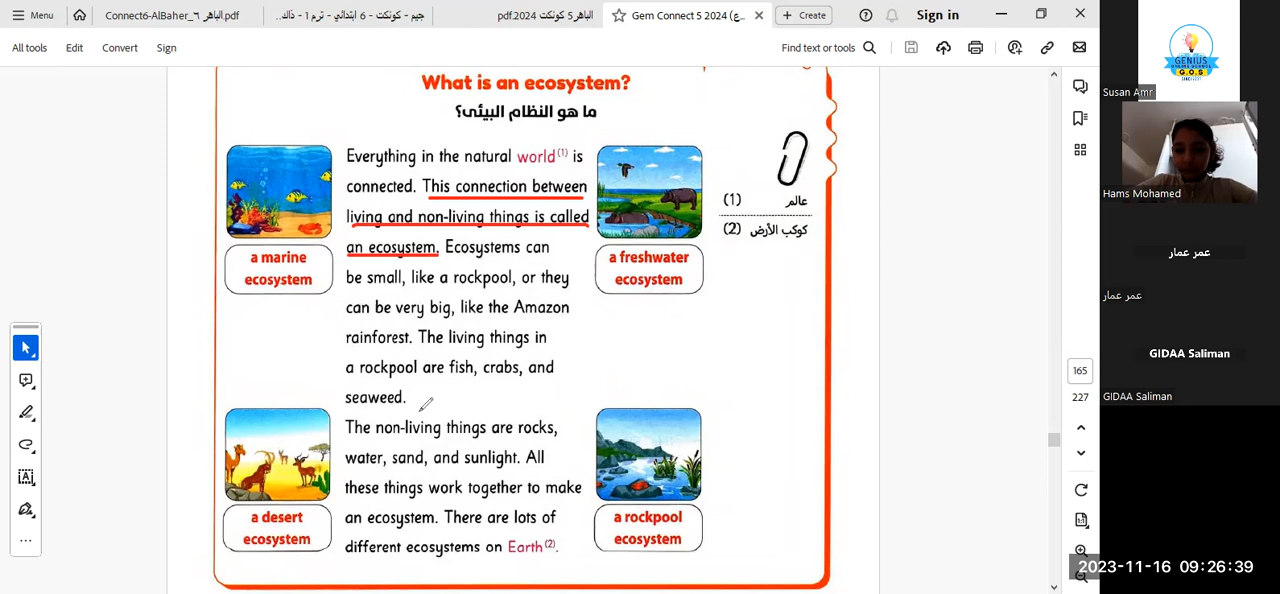 Menu
Connect6-AlBaher_الباهر_٦.pdf
جيم - كونكت - 6 ابتدائي - ترم 1 - ذاك...
الباهر5 كونكت 2024.pdf
Gem Connect 5 2024 (ع...
Create
Sign in
All tools
Edit
Convert
Sign
Find text or tools
What is an ecosystem?
ما هو النظام البيئى؟
Everything in the natural world(1) is
connected. This connection between
living and non-living things is called
an ecosystem. Ecosystems can
be small, like a rockpool, or they
can be very big, like the Amazon
rainforest. The living things in
a rockpool are fish, crabs, and
seaweed.
The non-living things are rocks,
water, sand, and sunlight. All
these things work together to make
an ecosystem. There are lots of
different ecosystems on Earth(2).
a marine
ecosystem
a freshwater
ecosystem
a desert
ecosystem
a rockpool
ecosystem
(1) عالم
(2) كوكب الأرض
165
227
GENIUS
G.O.S
Susan Amr
Hams Mohamed
عمر عمار
عمر عمار
GIDAA Saliman
GIDAA Saliman
2023-11-16 09:26:39